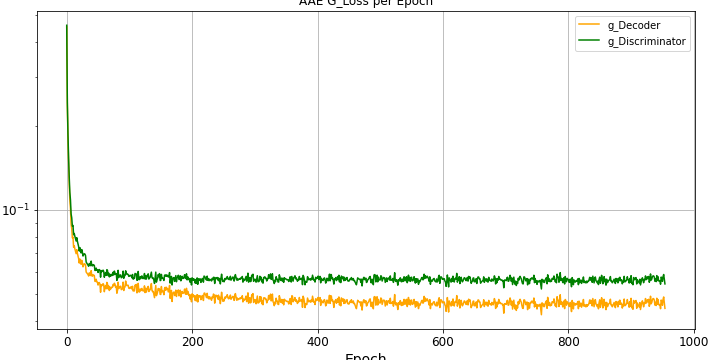 AAE G_Loss per Epoch
g_Decoder
g_Discriminator
10⁻¹
0 200 400 600 800 1000
Epoch